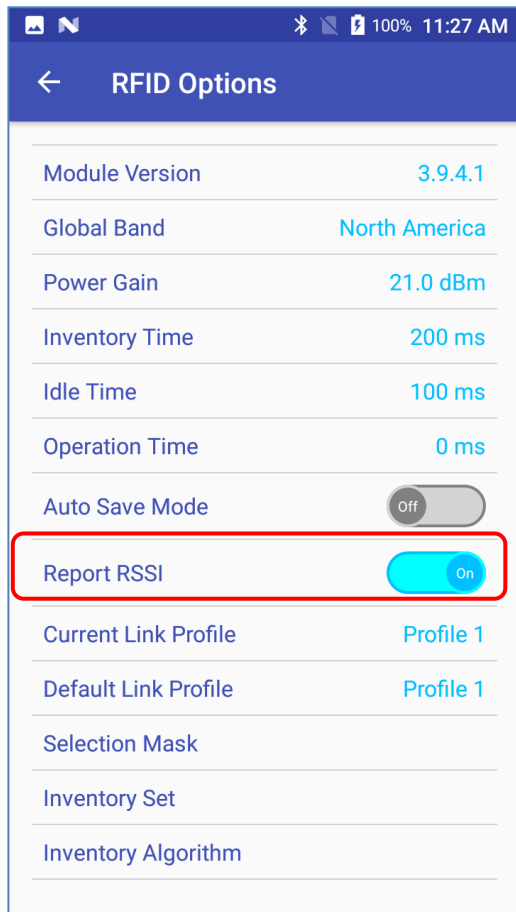 100% 11:27 AM
RFID Options
Module Version 3.9.4.1
Global Band North America
Power Gain 21.0 dBm
Inventory Time 200 ms
Idle Time 100 ms
Operation Time 0 ms
Auto Save Mode Off
Report RSSI On
Current Link Profile Profile 1
Default Link Profile Profile 1
Selection Mask
Inventory Set
Inventory Algorithm